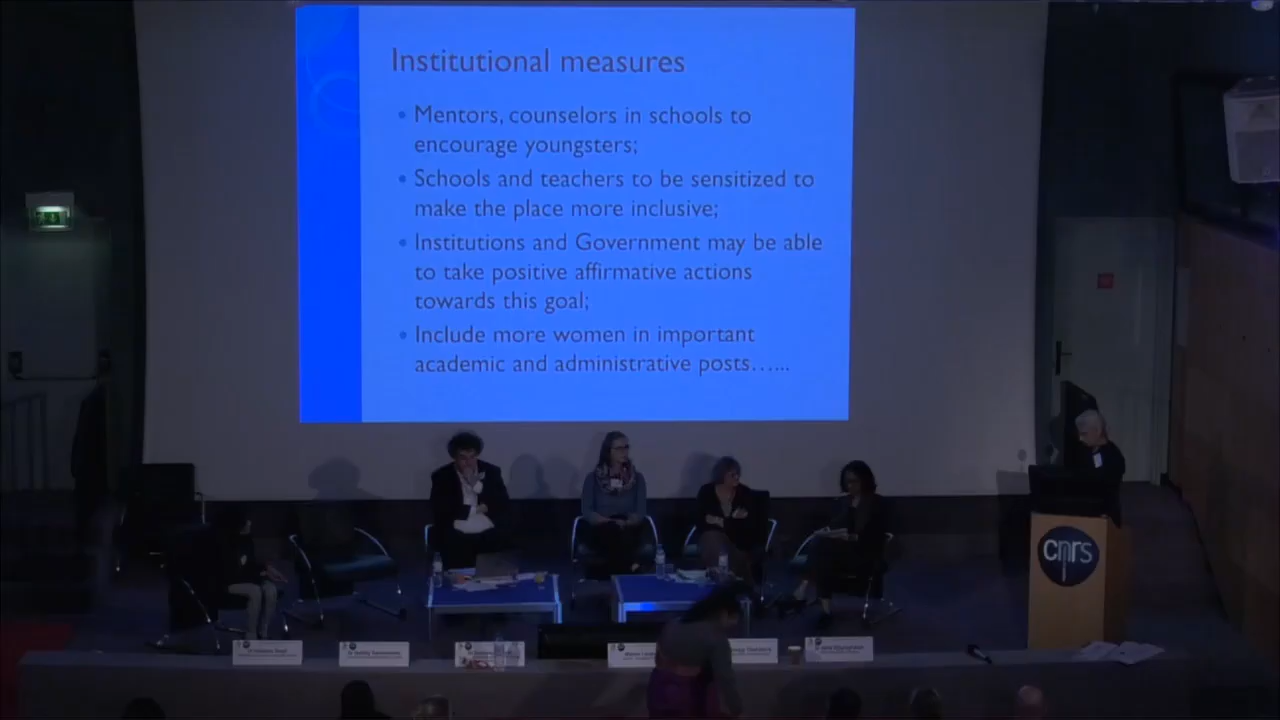 Institutional measures
• Mentors, counselors in schools to
encourage youngsters;
• Schools and teachers to be sensitized to
make the place more inclusive;
• Institutions and Government may be able
to take positive affirmative actions
towards this goal;
• Include more women in important
academic and administrative posts…...
cnrs